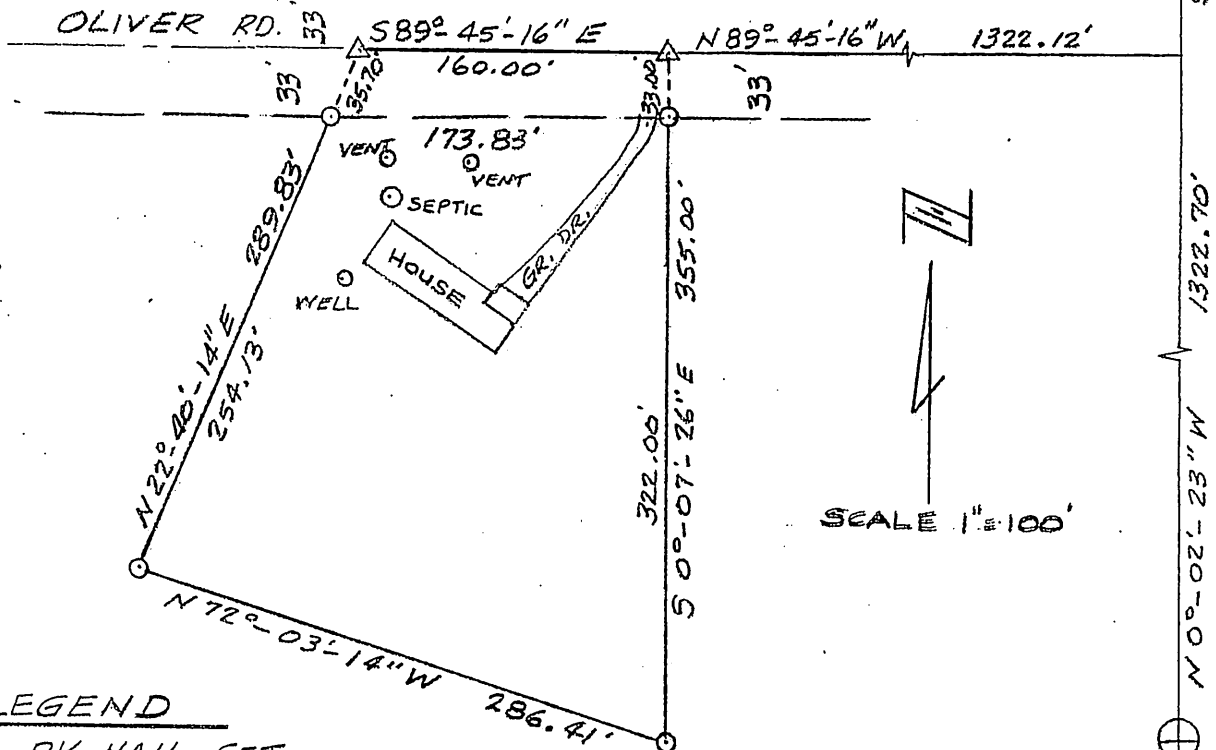 OLIVER RD.
33'
S 89°-45'-16" E
N 89°-45'-16" W
1322.12'
160.00'
33'
35.70'
33.00'
33'
173.83'
VENT
VENT
SEPTIC
289.83'
HOUSE
GR. DR.
355.00'
1322.70'
WELL
N 22°-40'-14" E
254.13'
322.00'
S 0°-07'-26" E
SCALE 1"=100'
N 0°-02'-23" W
N 72°-03'-14" W
286.41'
LEGEND